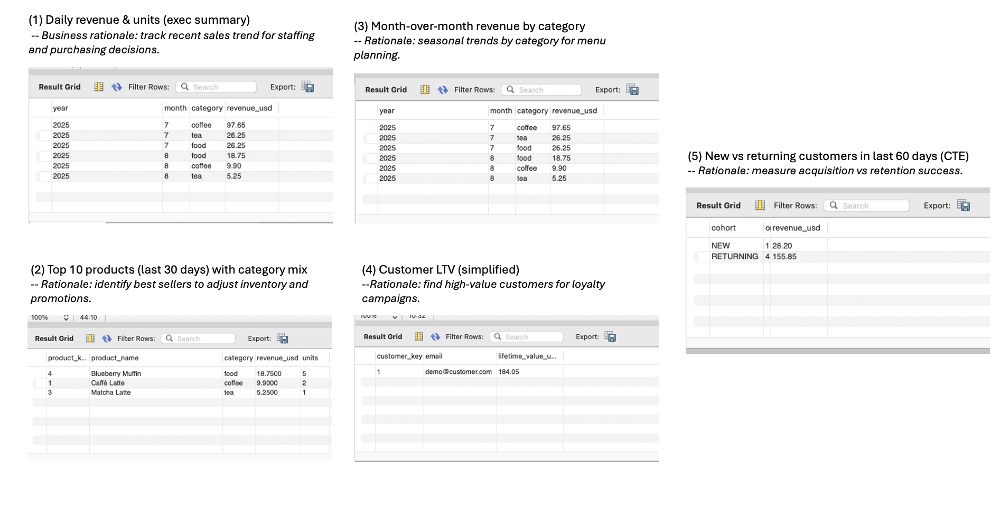 (1) Daily revenue & units (exec summary)
-- Business rationale: track recent sales trend for staffing
and purchasing decisions.
Result Grid Filter Rows: Search Export:
year month category revenue_usd
2025 7 coffee 97.65
2025 7 tea 26.25
2025 7 food 26.25
2025 8 food 18.75
2025 8 coffee 9.90
2025 8 tea 5.25
(2) Top 10 products (last 30 days) with category mix
-- Rationale: identify best sellers to adjust inventory and
promotions.
100% 44:10
Result Grid Filter Rows: Search Export:
product_k... product_name category revenue_usd units
4 Blueberry Muffin food 18.7500 5
1 Caffè Latte coffee 9.9000 2
3 Matcha Latte tea 5.2500 1
(3) Month-over-month revenue by category
-- Rationale: seasonal trends by category for menu
planning.
Result Grid Filter Rows: Search Export:
year month category revenue_usd
2025 7 coffee 97.65
2025 7 tea 26.25
2025 7 food 26.25
2025 8 food 18.75
2025 8 coffee 9.90
2025 8 tea 5.25
(4) Customer LTV (simplified)
--Rationale: find high-value customers for loyalty
campaigns.
100% 10:32
Result Grid Filter Rows: Search Export:
customer_key email lifetime_value_u...
1 demo@customer.com 184.05
(5) New vs returning customers in last 60 days (CTE)
-- Rationale: measure acquisition vs retention success.
Result Grid Filter Rows: Search Export:
cohort revenue_usd
NEW 1 28.20
RETURNING 4 155.85